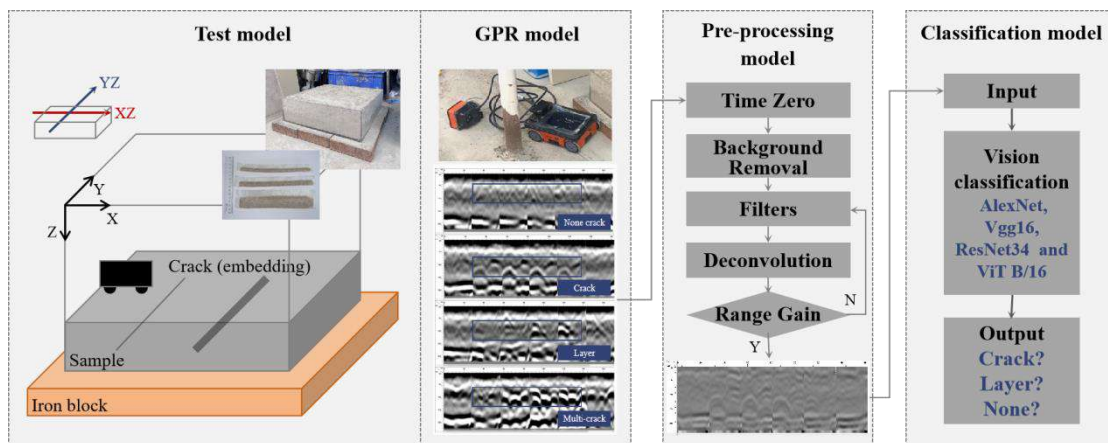 Test model
YZ
XZ
Y
X
Z
Crack (embedding)
Sample
Iron block
GPR model
None crack
Crack
Layer
Multi-crack
Pre-processing
model
Time Zero
Background
Removal
Filters
Deconvolution
Range Gain
N
Y
Classification model
Input
Vision
classification
AlexNet,
Vgg16,
ResNet34 and
ViT B/16
Output
Crack?
Layer?
None?